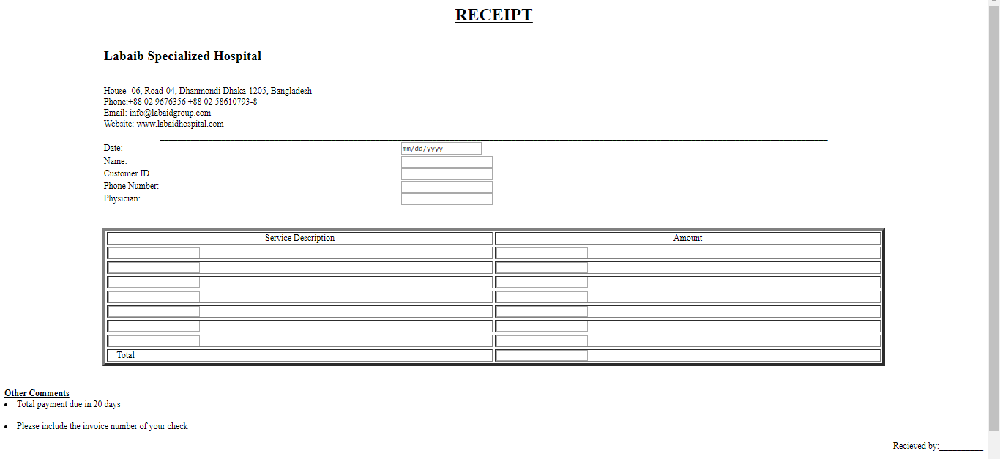 RECEIPT
Labaib Specialized Hospital
House- 06, Road-04, Dhanmondi Dhaka-1205, Bangladesh
Phone:+88 02 9676356 +88 02 58610793-8
Email: info@labaidgroup.com
Website: www.labaidhospital.com
Date: mm/dd/yyyy
Name:
Customer ID
Phone Number:
Physician:
Service Description Amount
Total
Other Comments
• Total payment due in 20 days
• Please include the invoice number of your check
Recieved by:__________